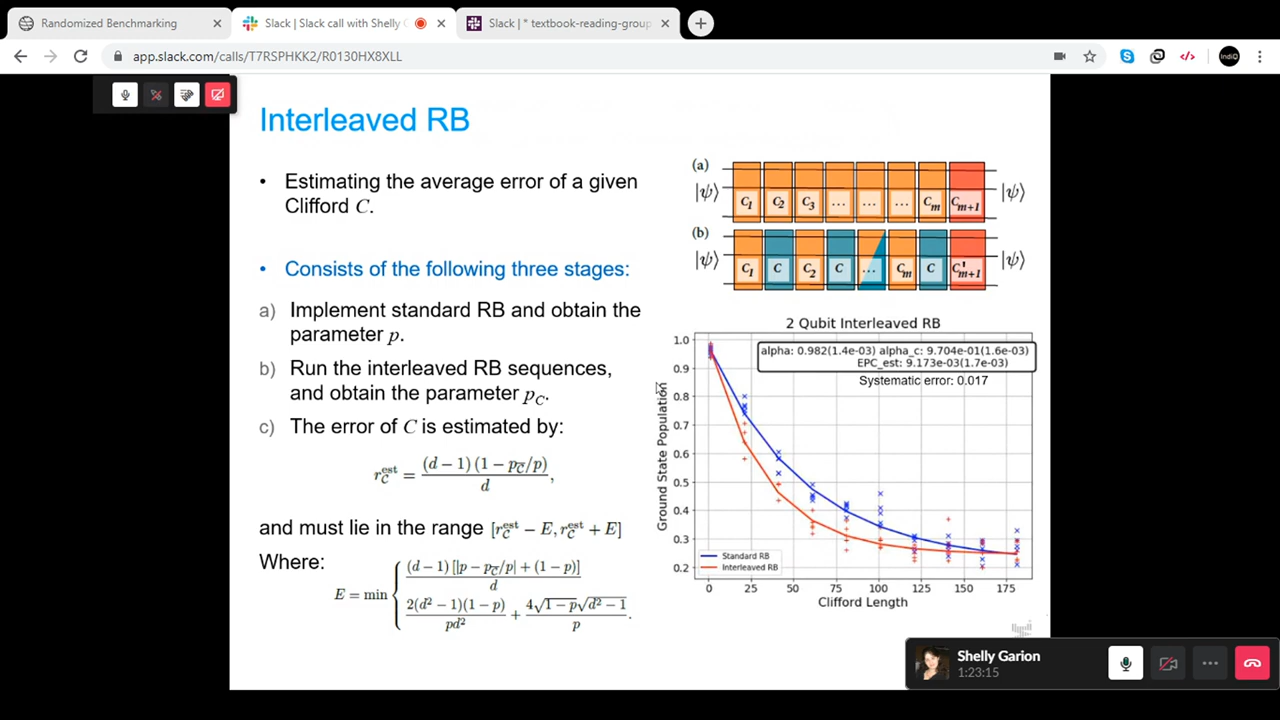 Randomized Benchmarking
Slack | Slack call with Shelly G
Slack | * textbook-reading-group
app.slack.com/calls/T7RSPHKK2/R0130HX8XLL
IndiQ
Interleaved RB
• Estimating the average error of a given
Clifford C.
• Consists of the following three stages:
a) Implement standard RB and obtain the
parameter p.
b) Run the interleaved RB sequences,
and obtain the parameter p_C.
c) The error of C is estimated by:
r_C^est = (d − 1)(1 − p_C̅/p) / d,
and must lie in the range [r_C^est − E, r_C^est + E]
Where:
E = min { (d − 1)[|p − p_C̅/p| + (1 − p)] / d
2(d² − 1)(1 − p) / pd² + 4√1 − p√d² − 1 / p.
(a)
|ψ⟩ C1 C2 C3 ... ... ... Cm Cm+1 |ψ⟩
(b)
|ψ⟩ C1 C C2 C ... Cm C C'm+1 |ψ⟩
2 Qubit Interleaved RB
alpha: 0.982(1.4e-03) alpha_c: 9.704e-01(1.6e-03)
EPC_est: 9.173e-03(1.7e-03)
Systematic error: 0.017
Ground State Population
1.0
0.9
0.8
0.7
0.6
0.5
0.4
0.3
0.2
Standard RB
Interleaved RB
0 25 50 75 100 125 150 175
Clifford Length
Shelly Garion
1:23:15